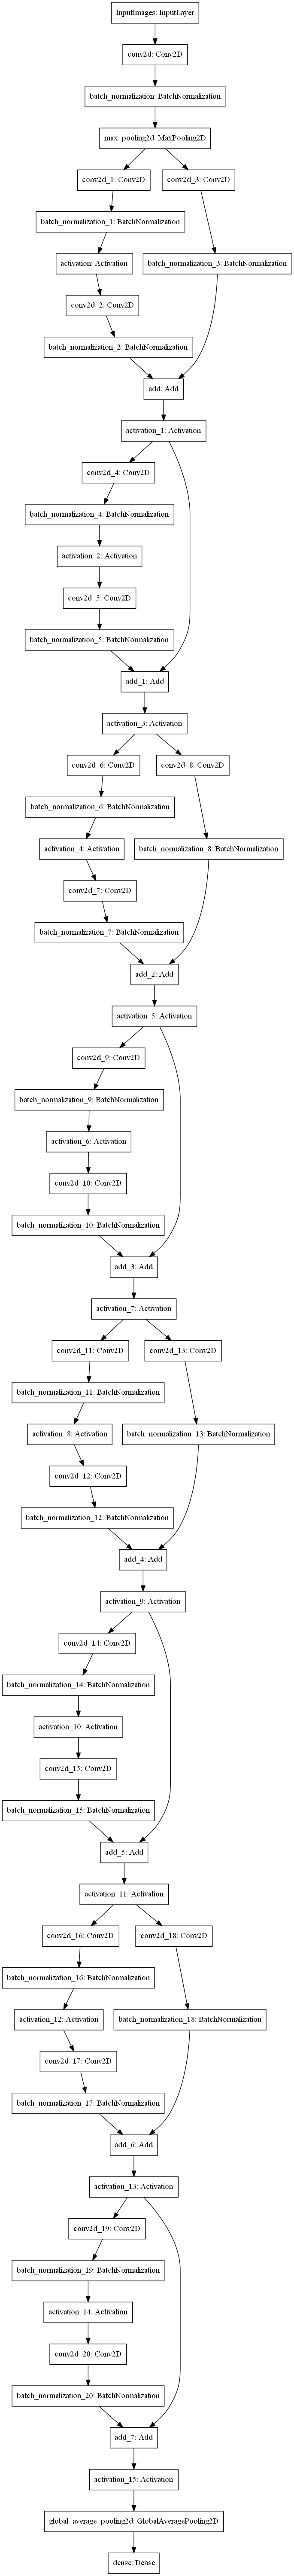 InputImages: InputLayer
conv2d: Conv2D
batch_normalization: BatchNormalization
max_pooling2d: MaxPooling2D
conv2d_1: Conv2D
conv2d_3: Conv2D
batch_normalization_1: BatchNormalization
activation: Activation
batch_normalization_3: BatchNormalization
conv2d_2: Conv2D
batch_normalization_2: BatchNormalization
add: Add
activation_1: Activation
conv2d_4: Conv2D
batch_normalization_4: BatchNormalization
activation_2: Activation
conv2d_5: Conv2D
batch_normalization_5: BatchNormalization
add_1: Add
activation_3: Activation
conv2d_6: Conv2D
conv2d_8: Conv2D
batch_normalization_6: BatchNormalization
activation_4: Activation
batch_normalization_8: BatchNormalization
conv2d_7: Conv2D
batch_normalization_7: BatchNormalization
add_2: Add
activation_5: Activation
conv2d_9: Conv2D
batch_normalization_9: BatchNormalization
activation_6: Activation
conv2d_10: Conv2D
batch_normalization_10: BatchNormalization
add_3: Add
activation_7: Activation
conv2d_11: Conv2D
conv2d_13: Conv2D
batch_normalization_11: BatchNormalization
activation_8: Activation
batch_normalization_13: BatchNormalization
conv2d_12: Conv2D
batch_normalization_12: BatchNormalization
add_4: Add
activation_9: Activation
conv2d_14: Conv2D
batch_normalization_14: BatchNormalization
activation_10: Activation
conv2d_15: Conv2D
batch_normalization_15: BatchNormalization
add_5: Add
activation_11: Activation
conv2d_16: Conv2D
conv2d_18: Conv2D
batch_normalization_16: BatchNormalization
activation_12: Activation
batch_normalization_18: BatchNormalization
conv2d_17: Conv2D
batch_normalization_17: BatchNormalization
add_6: Add
activation_13: Activation
conv2d_19: Conv2D
batch_normalization_19: BatchNormalization
activation_14: Activation
conv2d_20: Conv2D
batch_normalization_20: BatchNormalization
add_7: Add
activation_15: Activation
global_average_pooling2d: GlobalAveragePooling2D
dense: Dense